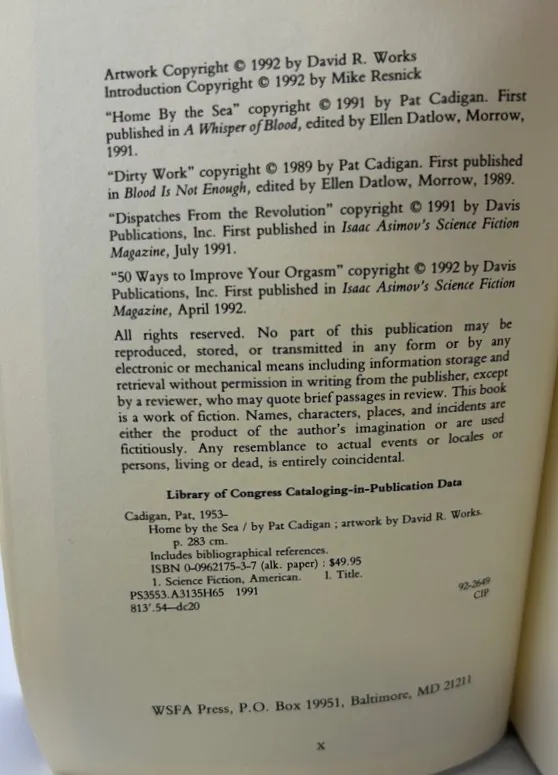 Artwork Copyright © 1992 by David R. Works
Introduction Copyright © 1992 by Mike Resnick
“Home By the Sea” copyright © 1991 by Pat Cadigan. First
published in A Whisper of Blood, edited by Ellen Datlow, Morrow,
1991.
“Dirty Work” copyright © 1989 by Pat Cadigan. First published
in Blood Is Not Enough, edited by Ellen Datlow, Morrow, 1989.
“Dispatches From the Revolution” copyright © 1991 by Davis
Publications, Inc. First published in Isaac Asimov's Science Fiction
Magazine, July 1991.
“50 Ways to Improve Your Orgasm” copyright © 1992 by Davis
Publications, Inc. First published in Isaac Asimov's Science Fiction
Magazine, April 1992.
All rights reserved. No part of this publication may be
reproduced, stored, or transmitted in any form or by any
electronic or mechanical means including information storage and
retrieval without permission in writing from the publisher, except
by a reviewer, who may quote brief passages in review. This book
is a work of fiction. Names, characters, places, and incidents are
either the product of the author's imagination or are used
fictitiously. Any resemblance to actual events or locales or
persons, living or dead, is entirely coincidental.
Library of Congress Cataloging-in-Publication Data
Cadigan, Pat, 1953–
Home by the Sea / by Pat Cadigan ; artwork by David R. Works.
p. 283 cm.
Includes bibliographical references.
ISBN 0-0962175-3-7 (alk. paper) : $49.95
1. Science Fiction, American. I. Title.
PS3553.A3135H65 1991
813'.54—dc20
92-2649
CIP
WSFA Press, P.O. Box 19951, Baltimore, MD 21211
x